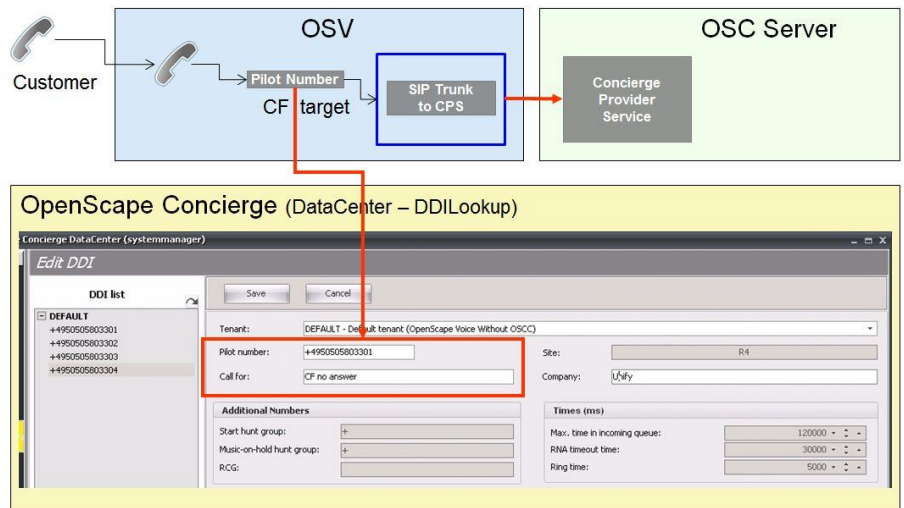 OSV
OSC Server
Customer
Pilot Number
CF target
SIP Trunk
to CPS
Concierge
Provider
Service
OpenScape Concierge (DataCenter – DDILookup)
Concierge DataCenter (systemmanager)
Edit DDI
DDI list
Save
Cancel
DEFAULT
+4950505803301
+4950505803302
+4950505803303
+4950505803304
Tenant:
DEFAULT - Default tenant (OpenScape Voice Without OSCC)
Pilot number:
+4950505803301
Site:
R4
Call for:
CF no answer
Company:
Unify
Additional Numbers
Times (ms)
Start hunt group:
+
Max. time in incoming queue:
120000
Music-on-hold hunt group:
+
RNA timeout time:
30000
RCG:
Ring time:
5000